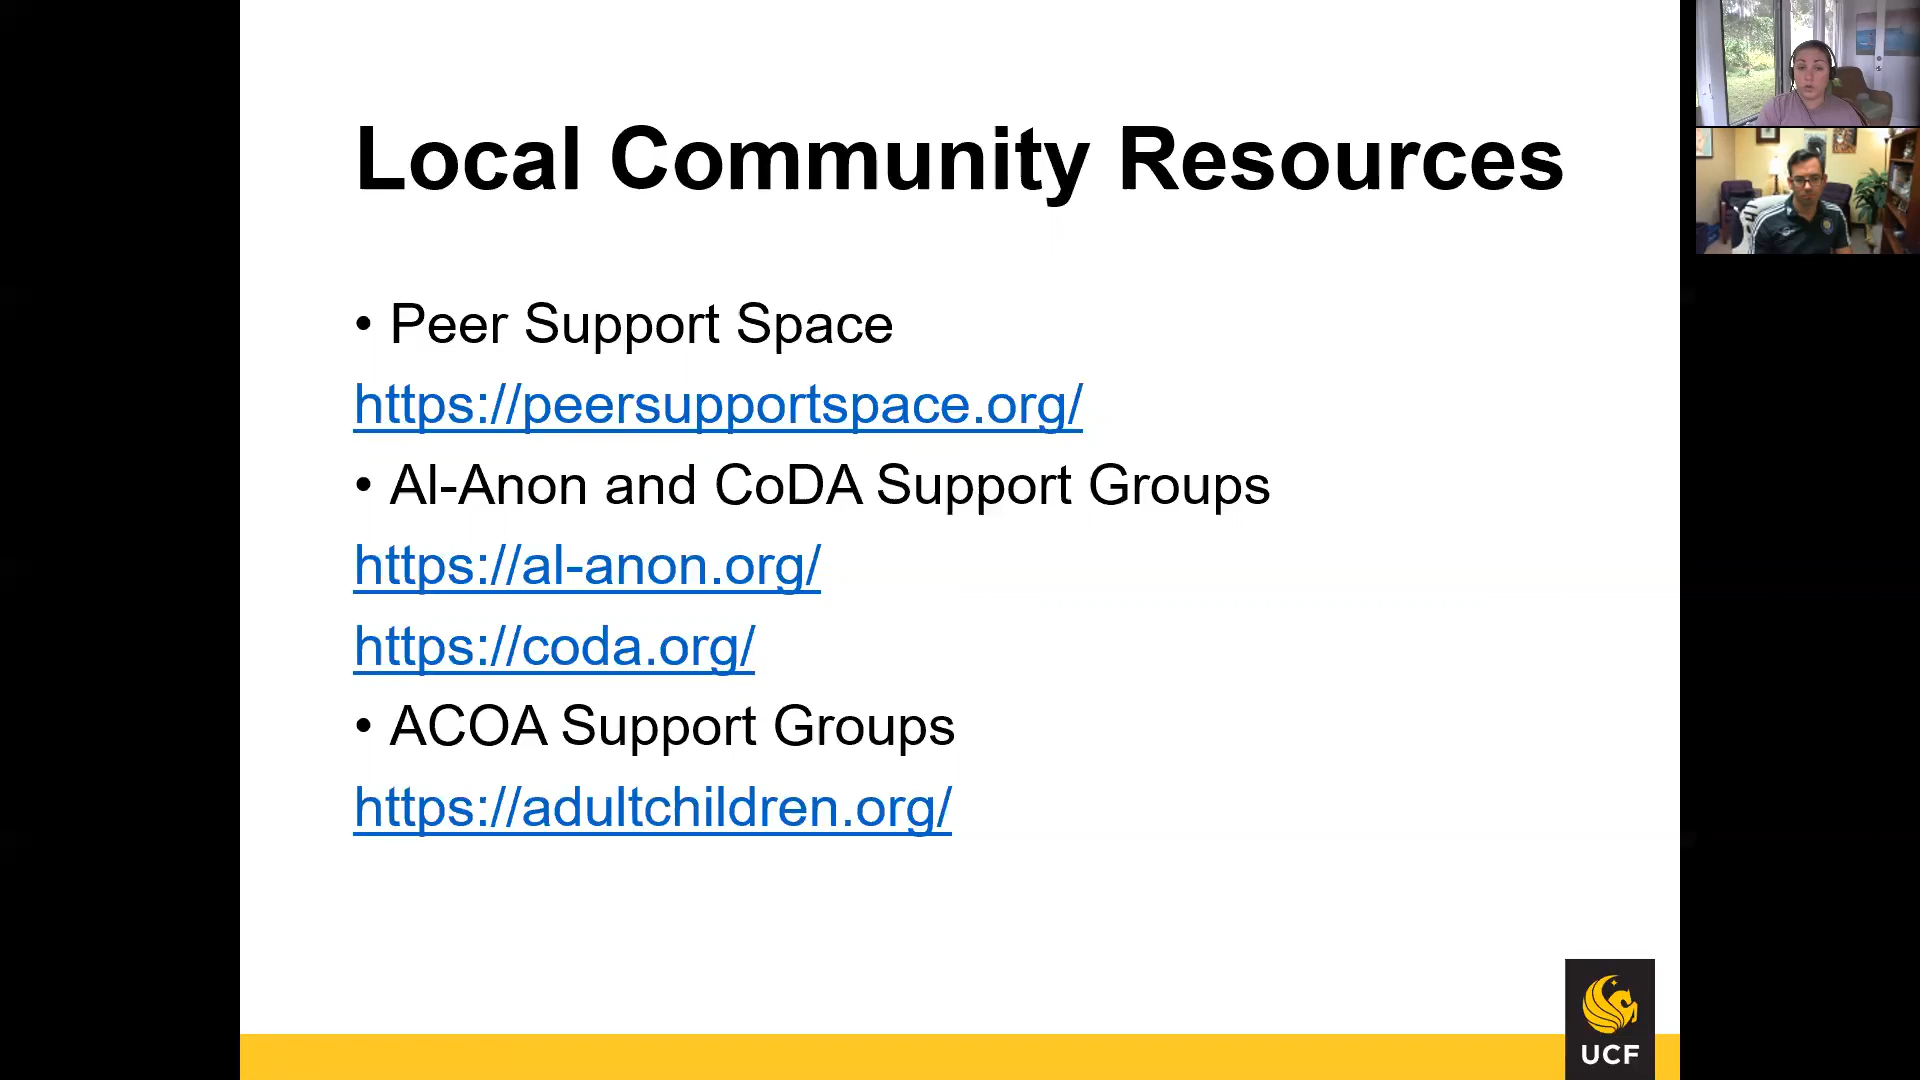 Local Community Resources
• Peer Support Space
https://peersupportspace.org/
• Al-Anon and CoDA Support Groups
https://al-anon.org/
https://coda.org/
• ACOA Support Groups
https://adultchildren.org/
UCF